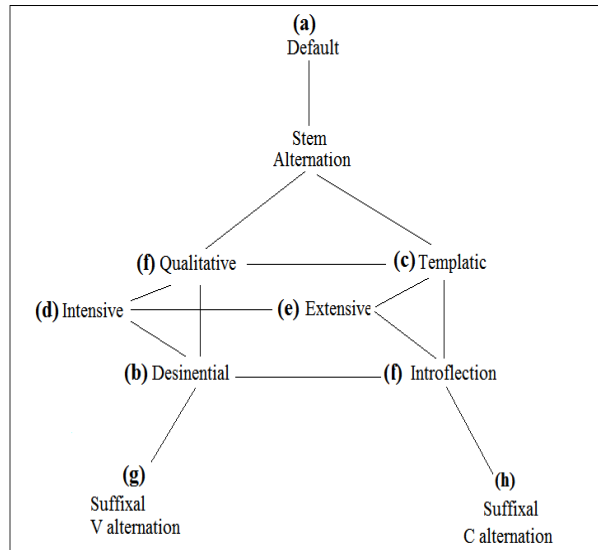 (a)
Default
Stem
Alternation
(f) Qualitative
(c) Templatic
(d) Intensive
(e) Extensive
(b) Desinential
(f) Introflection
(g)
Suffixal
V alternation
(h)
Suffixal
C alternation